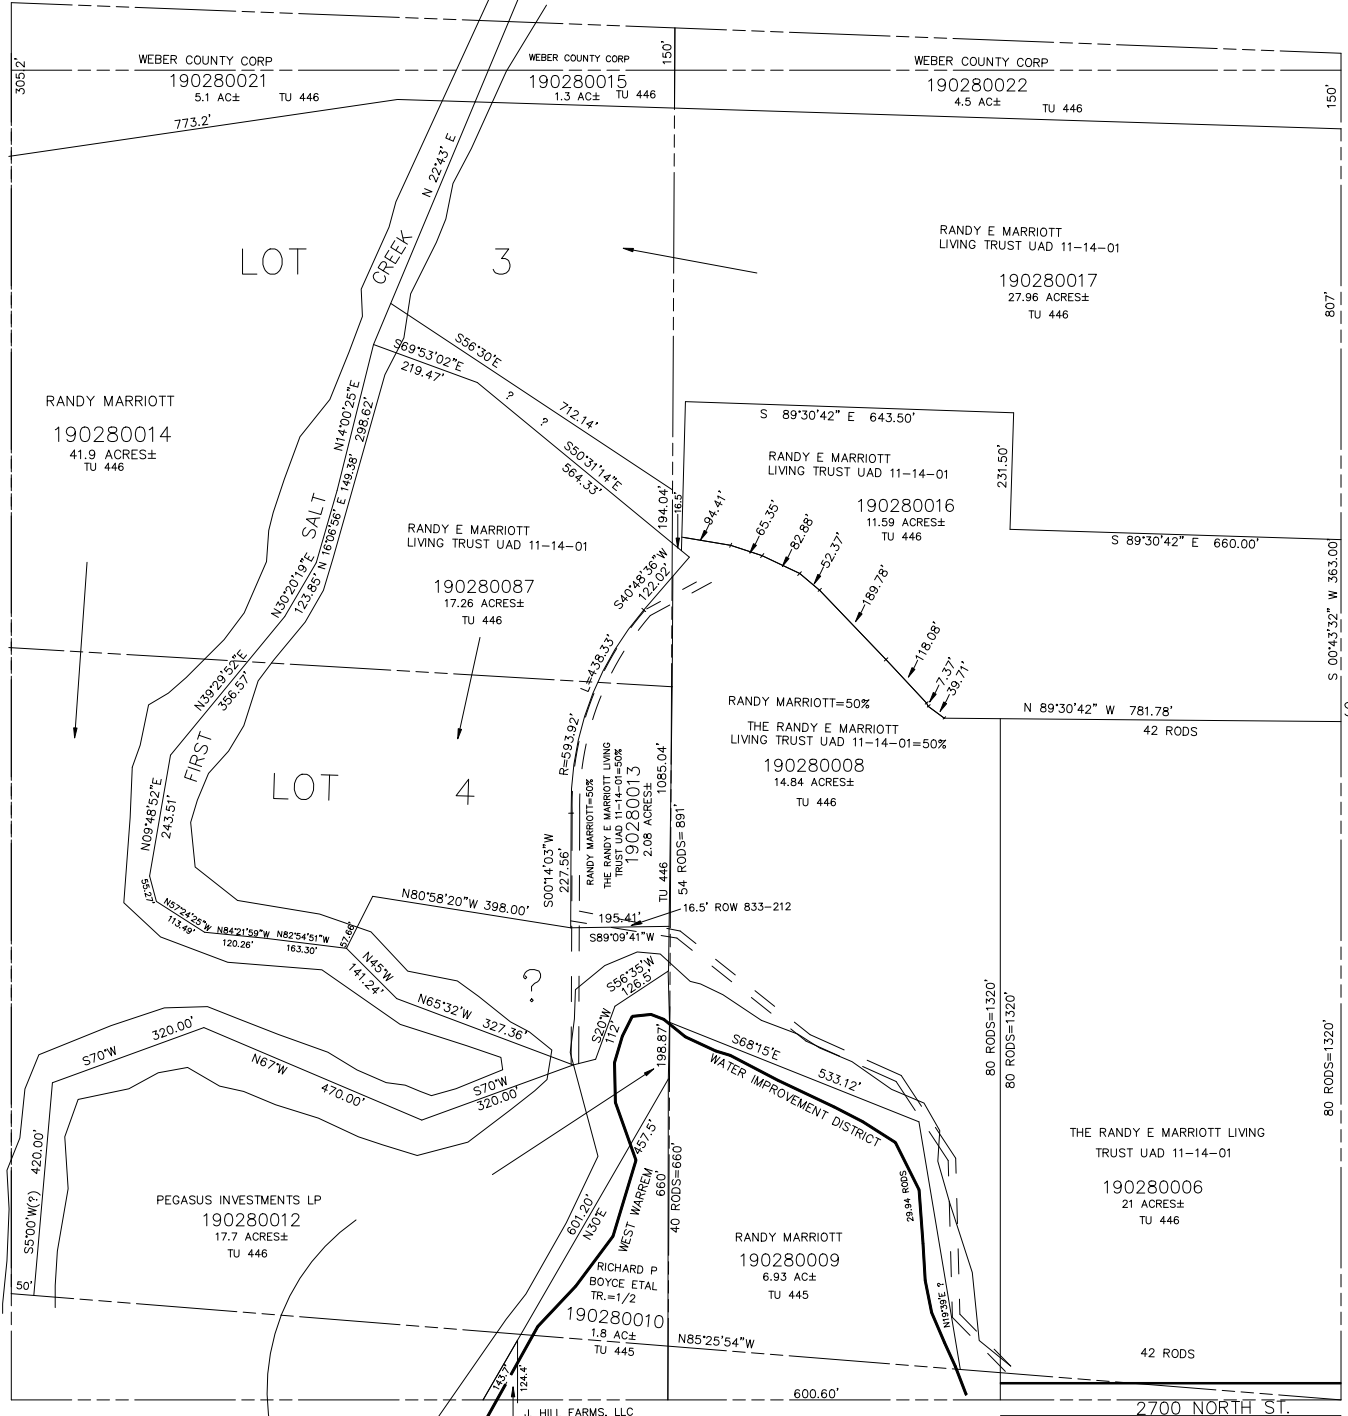 WEBER COUNTY CORP
190280021
5.1 AC± TU 446
305.2'
773.2'
WEBER COUNTY CORP
190280015
1.3 AC± TU 446
150'
WEBER COUNTY CORP
190280022
4.5 AC± TU 446
150'
N 22°43' E
LOT 3
CREEK
RANDY E MARRIOTT
LIVING TRUST UAD 11-14-01
190280017
27.96 ACRES±
TU 446
807'
S56°30'E
712.14'
S69°53'02"E
219.47'
?
?
S50°31'14"E
564.33'
RANDY MARRIOTT
190280014
41.9 ACRES±
TU 446
N14°00'25"E
298.62'
N 16°06'56" E 149.38'
SALT
N30°20'19"E
123.85'
N39°29'52"E
356.57'
FIRST
N09°48'52"E
243.51'
55.27'
N57°24'25"W
113.49'
N84°21'59"W
120.26'
N82°54'51"W
163.30'
57.66'
S 89°30'42" E 643.50'
231.50'
RANDY E MARRIOTT
LIVING TRUST UAD 11-14-01
190280016
11.59 ACRES±
TU 446
S 89°30'42" E 660.00'
S 00°43'32" W 363.00'
194.04'
16.5'
94.41'
65.35'
82.88'
52.37'
189.78'
118.08'
7.37'
39.71'
N 89°30'42" W 781.78'
42 RODS
RANDY E MARRIOTT
LIVING TRUST UAD 11-14-01
190280087
17.26 ACRES±
TU 446
S40°48'36"W
122.02'
L=438.33'
R=593.92'
LOT 4
RANDY MARRIOTT=50%
THE RANDY E MARRIOTT
LIVING TRUST UAD 11-14-01=50%
190280008
14.84 ACRES±
TU 446
RANDY MARRIOTT=50%
THE RANDY E MARRIOTT LIVING
TRUST UAD 11-14-01=50%
190280013
2.08 ACRES±
TU 446
1085.04'
54 RODS= 891'
S00°14'03"W
227.56'
N80°58'20"W 398.00'
195.41'
S89°09'41"W
16.5' ROW 833-212
?
N45°W
141.24'
N65°32'W 327.36'
S56°35'W
126.5'
S20°W
112'
198.87'
S68°15'E
533.12'
WATER IMPROVEMENT DISTRICT
80 RODS=1320'
80 RODS=1320'
80 RODS=1320'
S70°W 320.00'
N67°W 470.00'
S70°W
320.00'
420.00'
S5°00'W(?)
50'
PEGASUS INVESTMENTS LP
190280012
17.7 ACRES±
TU 446
457.5'
601.20'
N30°E
WEST WARREM
660'
40 RODS=660'
RICHARD P
BOYCE ETAL
TR.=1/2
190280010
1.8 AC±
TU 445
RANDY MARRIOTT
190280009
6.93 AC±
TU 445
29.94 RODS
N19°39'E ?
THE RANDY E MARRIOTT LIVING
TRUST UAD 11-14-01
190280006
21 ACRES±
TU 446
N85°25'54"W
42 RODS
143.7'
124.4'
600.60'
J. HILL FARMS, LLC
2700 NORTH ST.